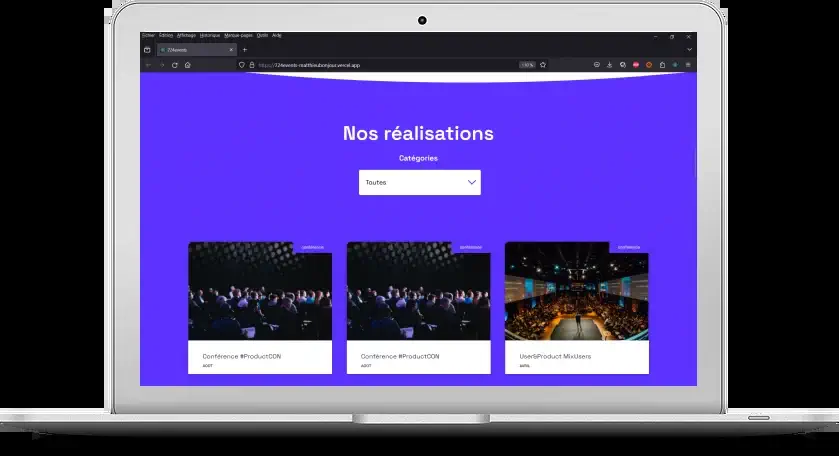 Fichier Édition Affichage Historique Marque-pages Outils Aide
724events
https://724events-matthieubonjour.vercel.app
Nos réalisations
Catégories
Toutes
conférence conférence conférence
Conférence #ProductCON Conférence #ProductCON User&Product MixUsers
AOÛT AOÛT AVRIL